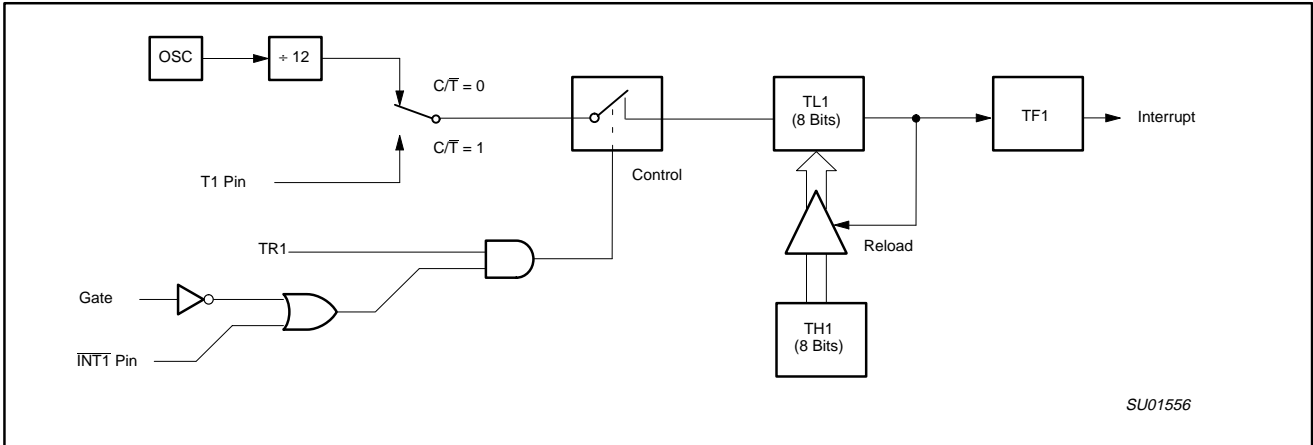 OSC
÷ 12
C/T̅ = 0
C/T̅ = 1
T1 Pin
TL1
(8 Bits)
TF1
Interrupt
Control
TR1
Reload
Gate
I̅N̅T̅1̅ Pin
TH1
(8 Bits)
SU01556